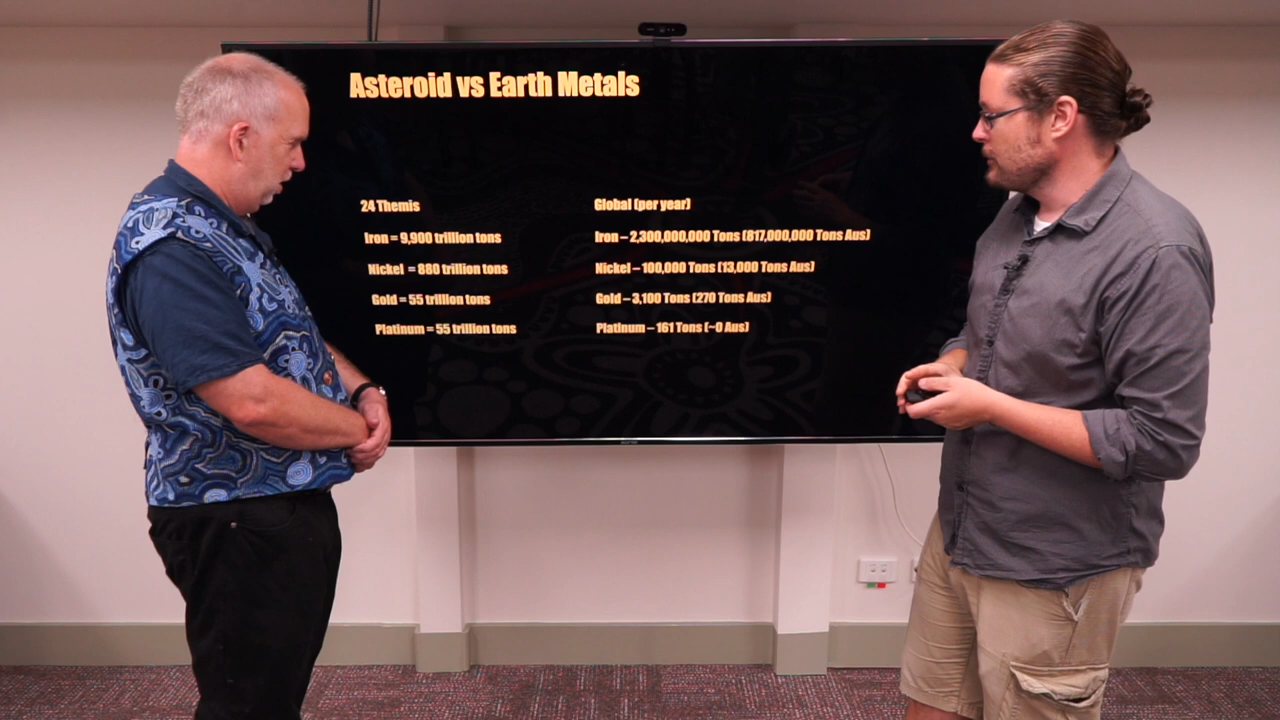 Asteroid vs Earth Metals
24 Themis
Iron = 9,900 trillion tons
Nickel = 880 trillion tons
Gold = 55 trillion tons
Platinum = 55 trillion tons
Global (per year)
Iron – 2,300,000,000 Tons (817,000,000 Tons Aus)
Nickel – 100,000 Tons (13,000 Tons Aus)
Gold – 3,100 Tons (270 Tons Aus)
Platinum – 161 Tons (~0 Aus)